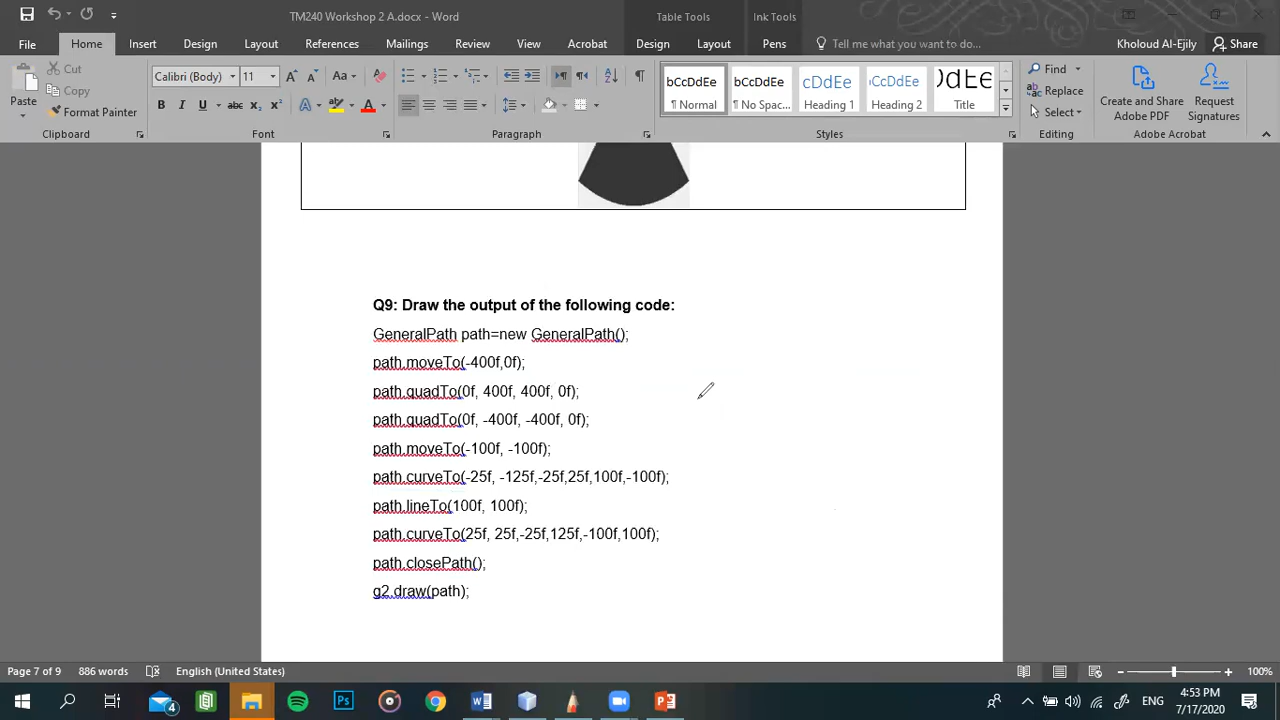 TM240 Workshop 2 A.docx - Word
Table Tools
Ink Tools
File
Home
Insert
Design
Layout
References
Mailings
Review
View
Acrobat
Design
Layout
Pens
Tell me what you want to do...
Kholoud Al-Ejily
Share
Paste
Cut
Copy
Format Painter
Clipboard
Calibri (Body)
11
Font
Paragraph
bCcDdEe
¶ Normal
bCcDdEe
¶ No Spac...
cDdEe
Heading 1
cCcDdEe
Heading 2
Title
Styles
Find
Replace
Select
Editing
Create and Share
Adobe PDF
Request
Signatures
Adobe Acrobat
Q9: Draw the output of the following code:
GeneralPath path=new GeneralPath();
path.moveTo(-400f,0f);
path.quadTo(0f, 400f, 400f, 0f);
path.quadTo(0f, -400f, -400f, 0f);
path.moveTo(-100f, -100f);
path.curveTo(-25f, -125f,-25f,25f,100f,-100f);
path.lineTo(100f, 100f);
path.curveTo(25f, 25f,-25f,125f,-100f,100f);
path.closePath();
g2.draw(path);
Page 7 of 9
886 words
English (United States)
100%
4
ENG
4:53 PM
7/17/2020